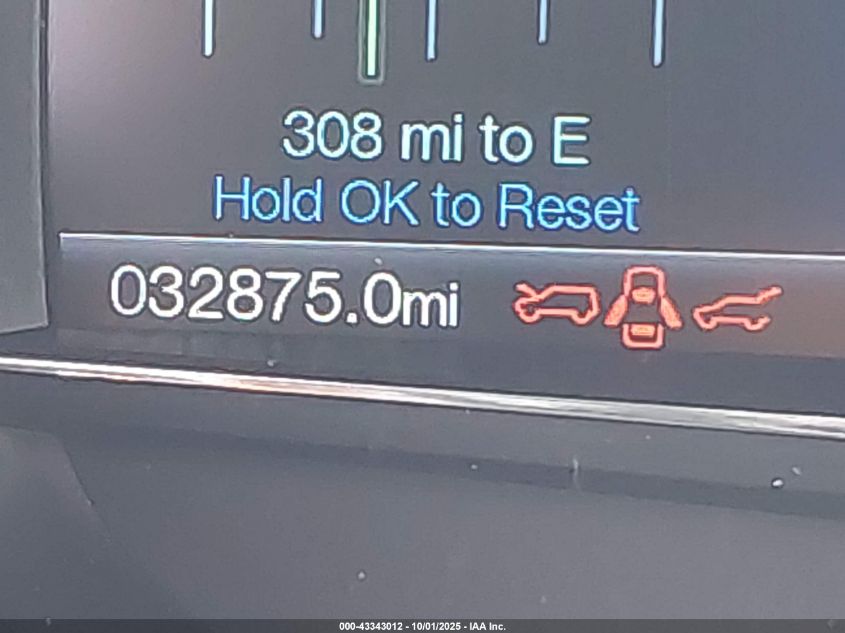 308 mi to E
Hold OK to Reset
032875.0mi
000-43343012 - 10/01/2025 - IAA Inc.